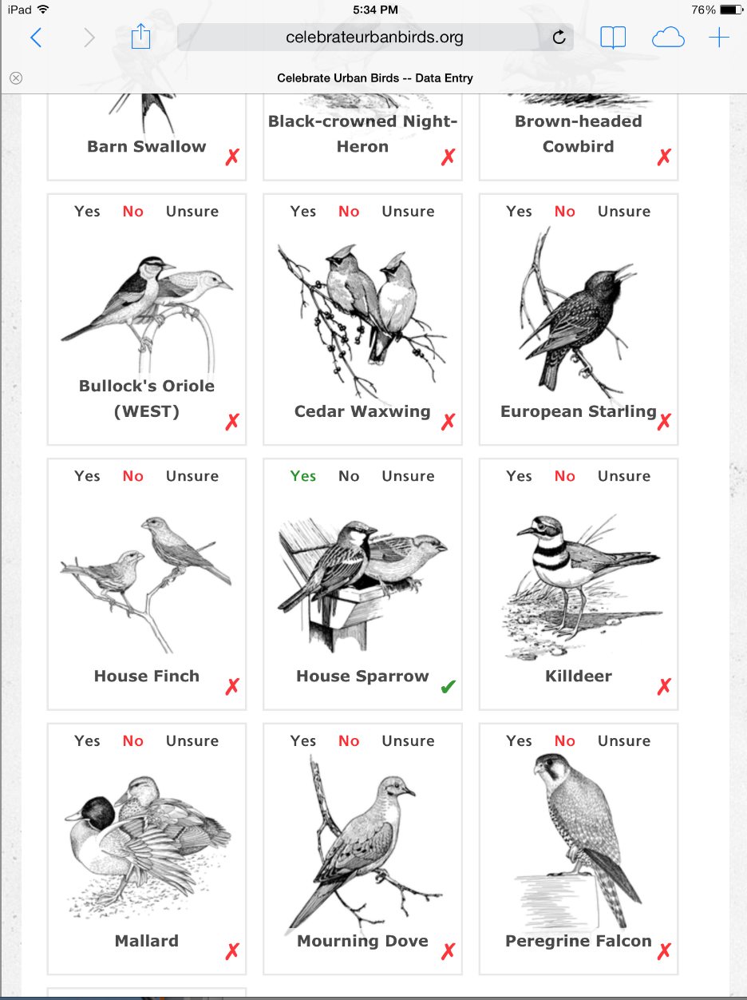 iPad
5:34 PM
76%
celebrateurbanbirds.org
Celebrate Urban Birds -- Data Entry
Barn Swallow
✗
Black-crowned Night-
Heron
✗
Brown-headed
Cowbird
✗
Yes No Unsure
Bullock's Oriole
(WEST)
✗
Yes No Unsure
Cedar Waxwing
✗
Yes No Unsure
European Starling
✗
Yes No Unsure
House Finch
✗
Yes No Unsure
House Sparrow
✔
Yes No Unsure
Killdeer
✗
Yes No Unsure
Mallard
✗
Yes No Unsure
Mourning Dove
✗
Yes No Unsure
Peregrine Falcon
✗